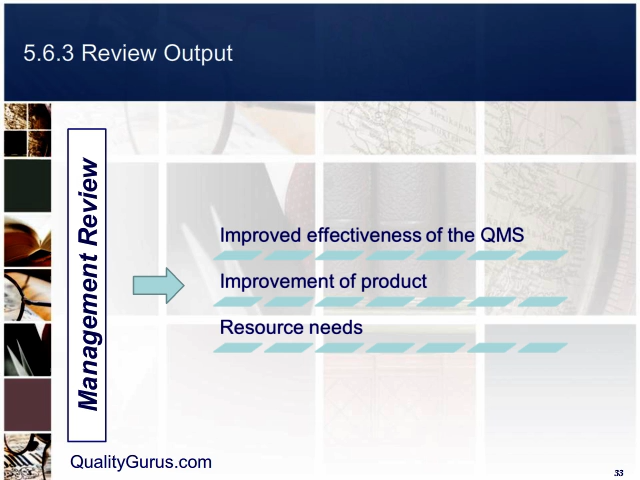 5.6.3 Review Output
Management Review
Improved effectiveness of the QMS
Improvement of product
Resource needs
QualityGurus.com
33